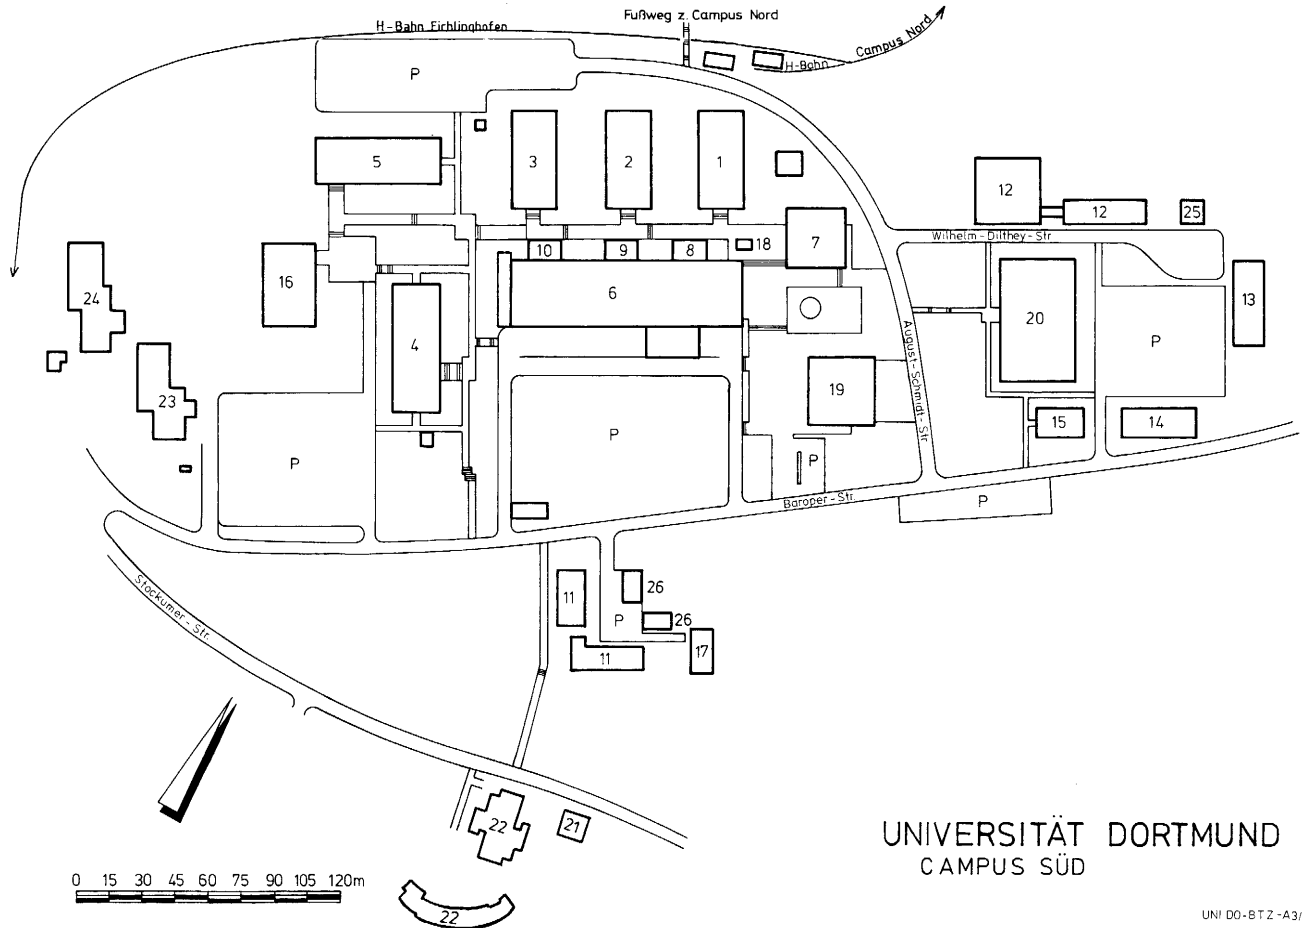 Fußweg z. Campus Nord
H-Bahn Eichlinghofen
Campus Nord
H-Bahn
P
5
3
2
1
12
12
25
Wilhelm-Dilthey-Str.
10
9
8
18
7
16
6
24
4
20
13
P
August-Schmidt-Str.
19
23
15
14
P
P
P
Baroper-Str.
P
11
26
P
26
11
17
Stockumer-Str.
22
21
22
0 15 30 45 60 75 90 105 120m
UNIVERSITÄT DORTMUND
CAMPUS SÜD
UNI DO-BTZ-A3/